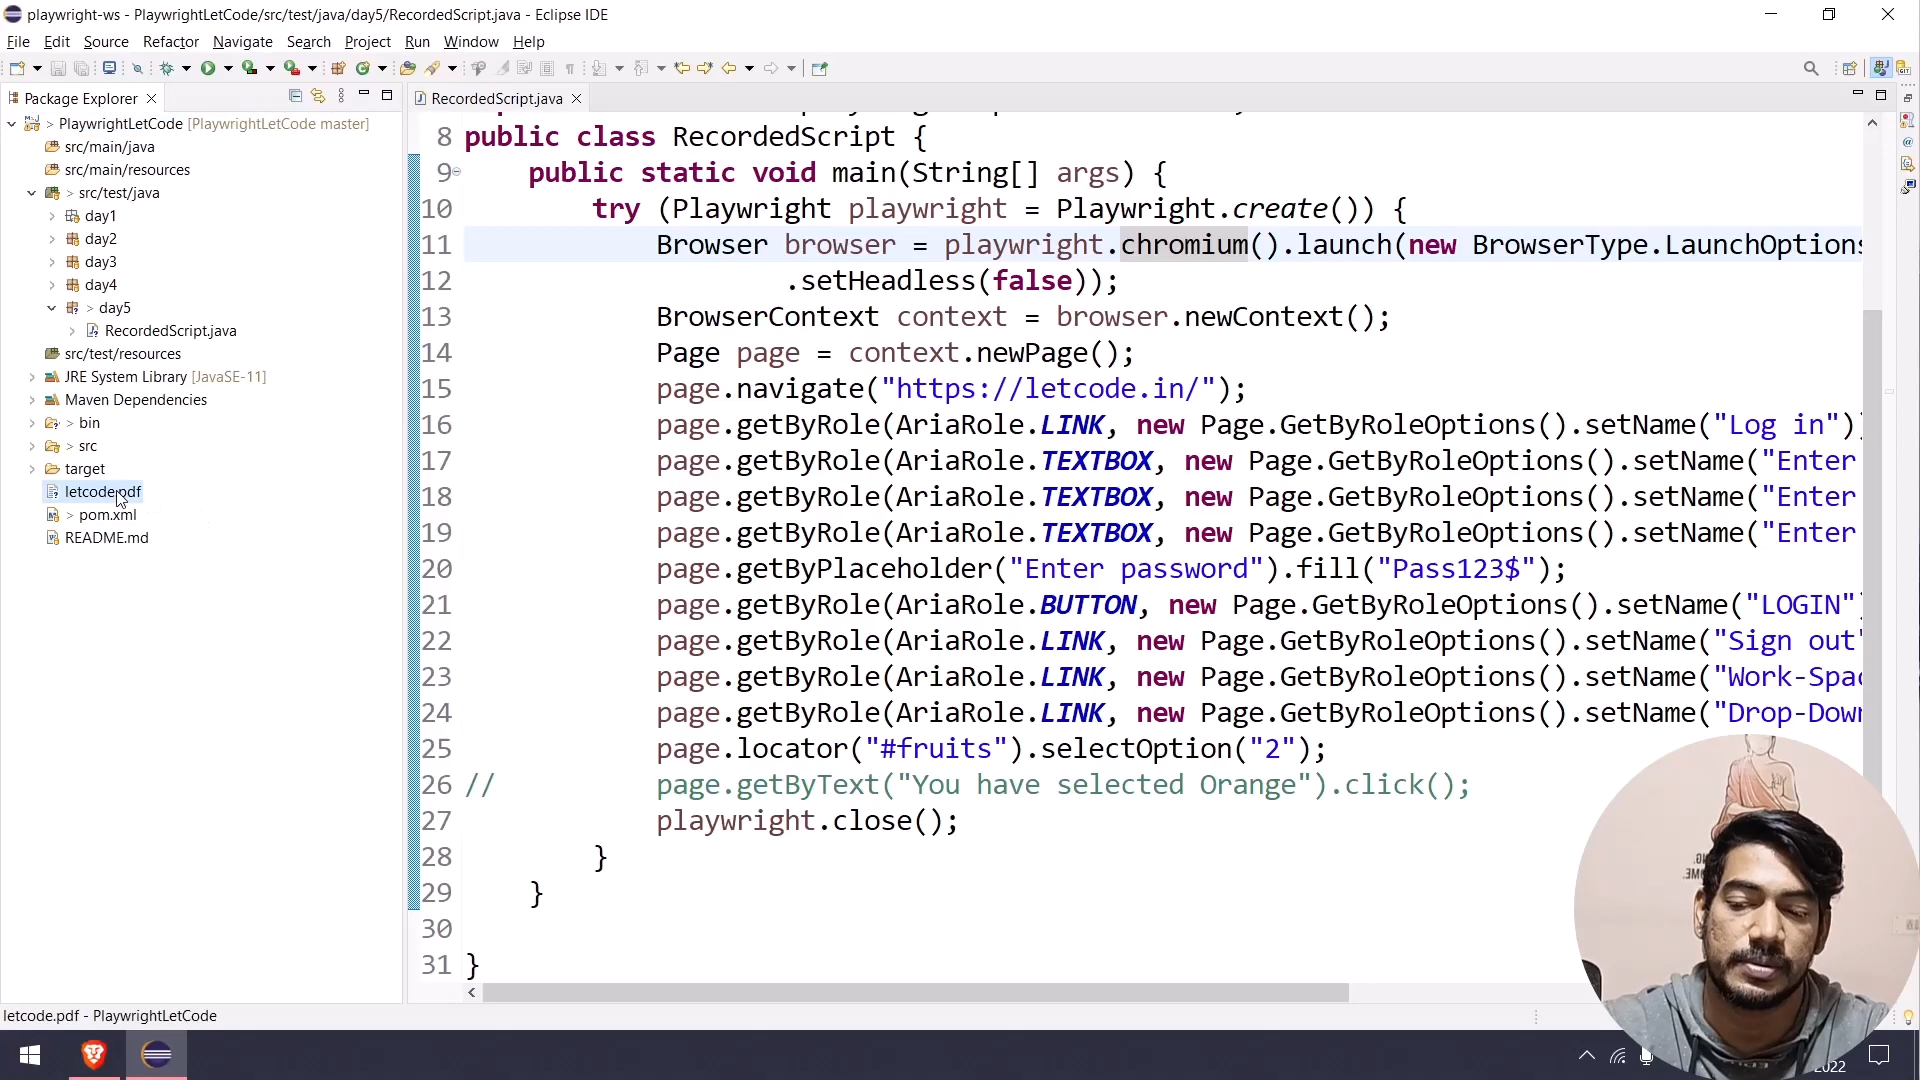 playwright-ws - PlaywrightLetCode/src/test/java/day5/RecordedScript.java - Eclipse IDE
File Edit Source Refactor Navigate Search Project Run Window Help
Package Explorer
RecordedScript.java
> PlaywrightLetCode [PlaywrightLetCode master]
src/main/java
src/main/resources
> src/test/java
day1
day2
day3
day4
> day5
RecordedScript.java
src/test/resources
JRE System Library [JavaSE-11]
Maven Dependencies
> bin
> src
target
letcode.pdf
> pom.xml
README.md
8 public class RecordedScript {
9 public static void main(String[] args) {
10 try (Playwright playwright = Playwright.create()) {
11 Browser browser = playwright.chromium().launch(new BrowserType.LaunchOptions
12 .setHeadless(false));
13 BrowserContext context = browser.newContext();
14 Page page = context.newPage();
15 page.navigate("https://letcode.in/");
16 page.getByRole(AriaRole.LINK, new Page.GetByRoleOptions().setName("Log in"))
17 page.getByRole(AriaRole.TEXTBOX, new Page.GetByRoleOptions().setName("Enter
18 page.getByRole(AriaRole.TEXTBOX, new Page.GetByRoleOptions().setName("Enter
19 page.getByRole(AriaRole.TEXTBOX, new Page.GetByRoleOptions().setName("Enter
20 page.getByPlaceholder("Enter password").fill("Pass123$");
21 page.getByRole(AriaRole.BUTTON, new Page.GetByRoleOptions().setName("LOGIN")
22 page.getByRole(AriaRole.LINK, new Page.GetByRoleOptions().setName("Sign out"
23 page.getByRole(AriaRole.LINK, new Page.GetByRoleOptions().setName("Work-Spac
24 page.getByRole(AriaRole.LINK, new Page.GetByRoleOptions().setName("Drop-Down
25 page.locator("#fruits").selectOption("2");
26 // page.getByText("You have selected Orange").click();
27 playwright.close();
28 }
29 }
30
31 }
letcode.pdf - PlaywrightLetCode
2022